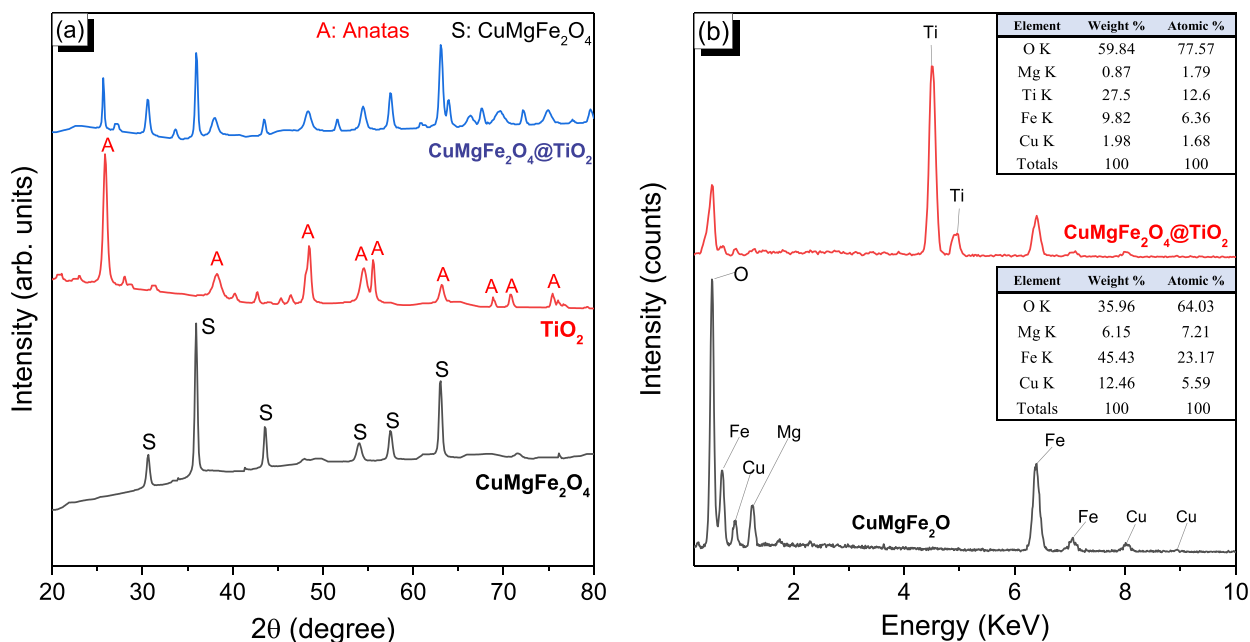 (a)
A: Anatas
S: CuMgFe₂O₄
CuMgFe₂O₄@TiO₂
A
A
A
A
A
A
A
A
A
TiO₂
S
S
S
S
S
S
CuMgFe₂O₄
Intensity (arb. units)
20
30
40
50
60
70
80
2θ (degree)
(b)
Ti
Ti
Element Weight % Atomic %
O K 59.84 77.57
Mg K 0.87 1.79
Ti K 27.5 12.6
Fe K 9.82 6.36
Cu K 1.98 1.68
Totals 100 100
CuMgFe₂O₄@TiO₂
O
Element Weight % Atomic %
O K 35.96 64.03
Mg K 6.15 7.21
Fe K 45.43 23.17
Cu K 12.46 5.59
Totals 100 100
Fe
Cu
Mg
Fe
Fe
Cu
Cu
CuMgFe₂O
Intensity (counts)
2
4
6
8
10
Energy (KeV)